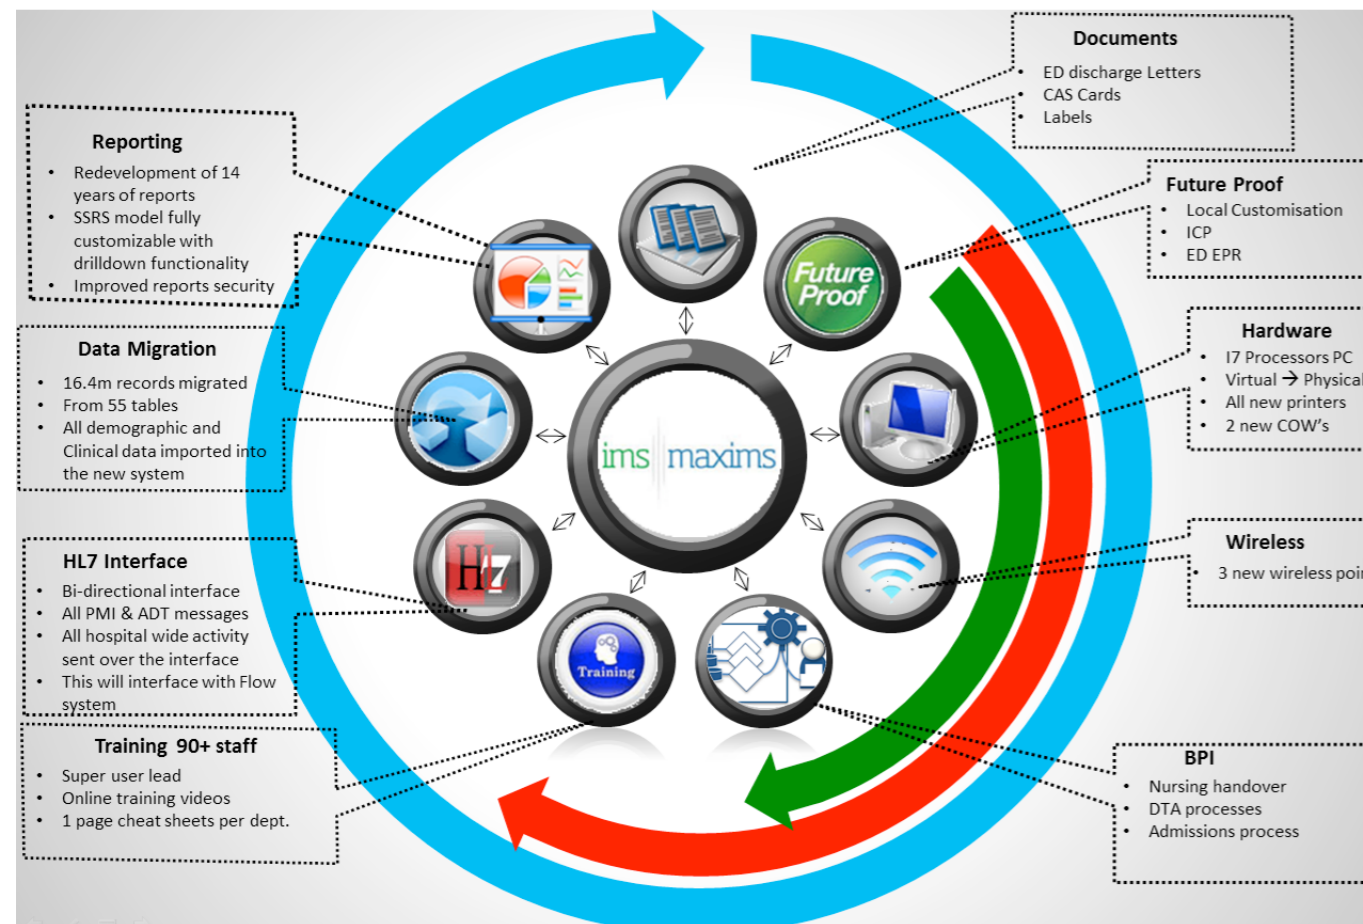 Documents
• ED discharge Letters
• CAS Cards
• Labels
Reporting
• Redevelopment of 14
years of reports
• SSRS model fully
customizable with
drilldown functionality
• Improved reports security
Future Proof
• Local Customisation
• ICP
• ED EPR
Future
Proof
Data Migration
• 16.4m records migrated
• From 55 tables
• All demographic and
Clinical data imported into
the new system
Hardware
• I7 Processors PC
• Virtual → Physical
• All new printers
• 2 new COW's
ims maxims
HL7 Interface
• Bi-directional interface
• All PMI & ADT messages
• All hospital wide activity
sent over the interface
• This will interface with Flow
system
HL7
Wireless
• 3 new wireless poin
Training
Training 90+ staff
• Super user lead
• Online training videos
• 1 page cheat sheets per dept.
BPI
• Nursing handover
• DTA processes
• Admissions process